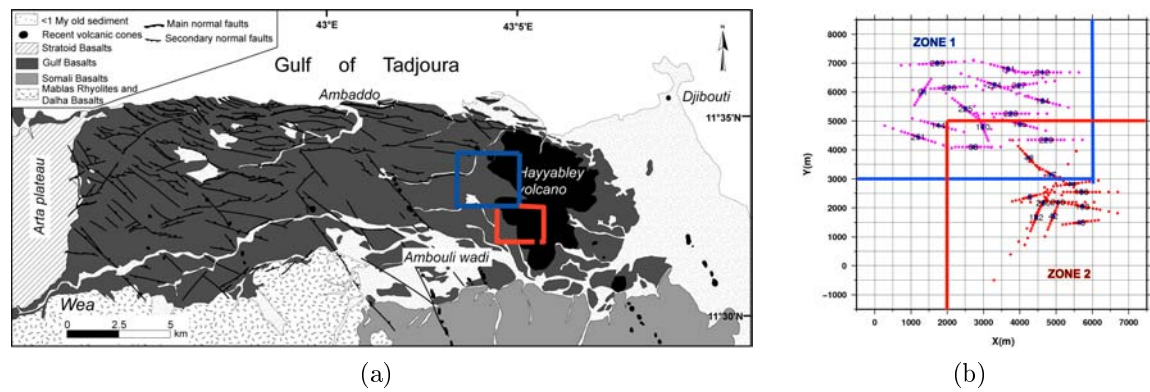 <1 My old sediment
Recent volcanic cones
Stratoid Basalts
Gulf Basalts
Somali Basalts
Mablas Rhyolites and
Dalha Basalts
Main normal faults
Secondary normal faults
43°E
43°5'E
N
Gulf of Tadjoura
Ambaddo
Djibouti
11°35'N
Arta plateau
Hayyabley
volcano
Ambouli wadi
Wea
0 2.5 5
km
11°30'N
(a)
ZONE 1
ZONE 2
Y(m)
8000
7000
6000
5000
4000
3000
2000
1000
0
−1000
0 1000 2000 3000 4000 5000 6000 7000
X(m)
(b)